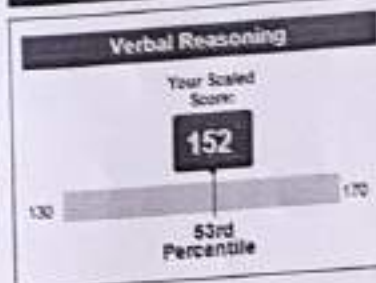 Verbal Reasoning
Your Scaled
Score:
152
130
170
53rd
Percentile